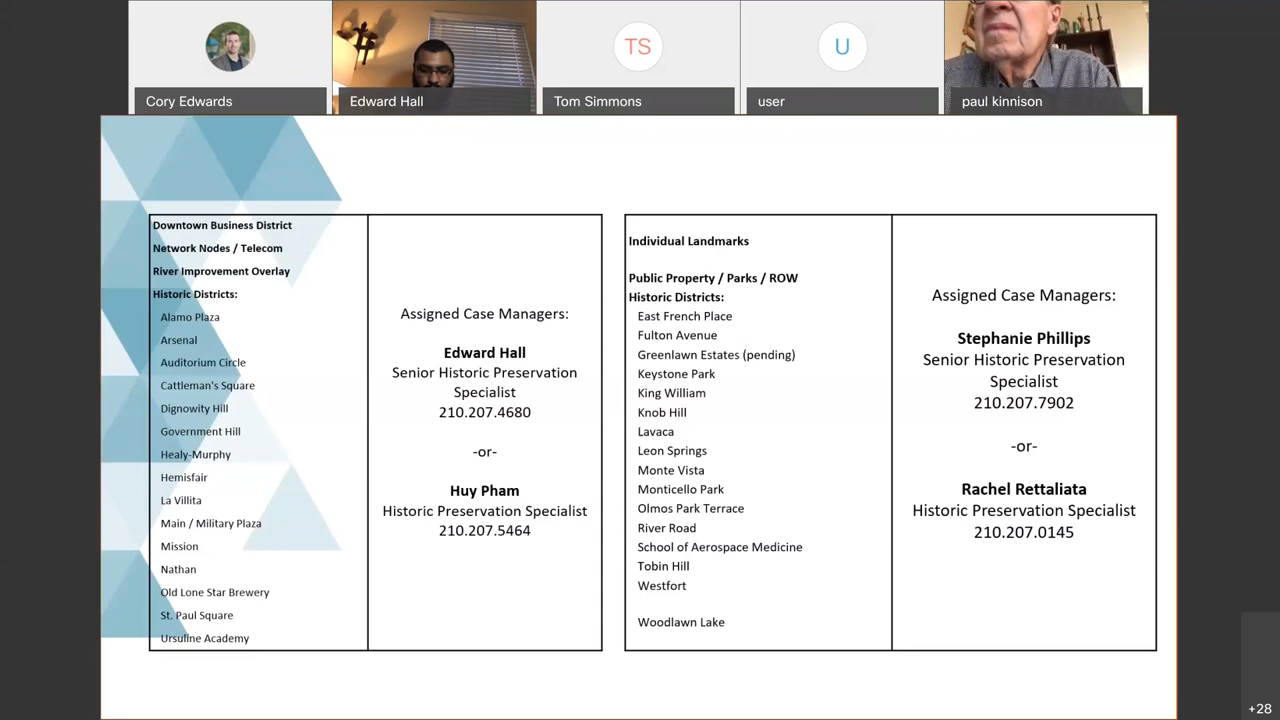 TS
U
Cory Edwards
Edward Hall
Tom Simmons
user
paul kinnison
Downtown Business District
Network Nodes / Telecom
River Improvement Overlay
Historic Districts:
Alamo Plaza
Arsenal
Auditorium Circle
Cattleman's Square
Dignowity Hill
Government Hill
Healy-Murphy
Hemisfair
La Villita
Main / Military Plaza
Mission
Nathan
Old Lone Star Brewery
St. Paul Square
Ursuline Academy
Assigned Case Managers:
Edward Hall
Senior Historic Preservation
Specialist
210.207.4680
-or-
Huy Pham
Historic Preservation Specialist
210.207.5464
Individual Landmarks
Public Property / Parks / ROW
Historic Districts:
East French Place
Fulton Avenue
Greenlawn Estates (pending)
Keystone Park
King William
Knob Hill
Lavaca
Leon Springs
Monte Vista
Monticello Park
Olmos Park Terrace
River Road
School of Aerospace Medicine
Tobin Hill
Westfort
Woodlawn Lake
Assigned Case Managers:
Stephanie Phillips
Senior Historic Preservation
Specialist
210.207.7902
-or-
Rachel Rettaliata
Historic Preservation Specialist
210.207.0145
+28